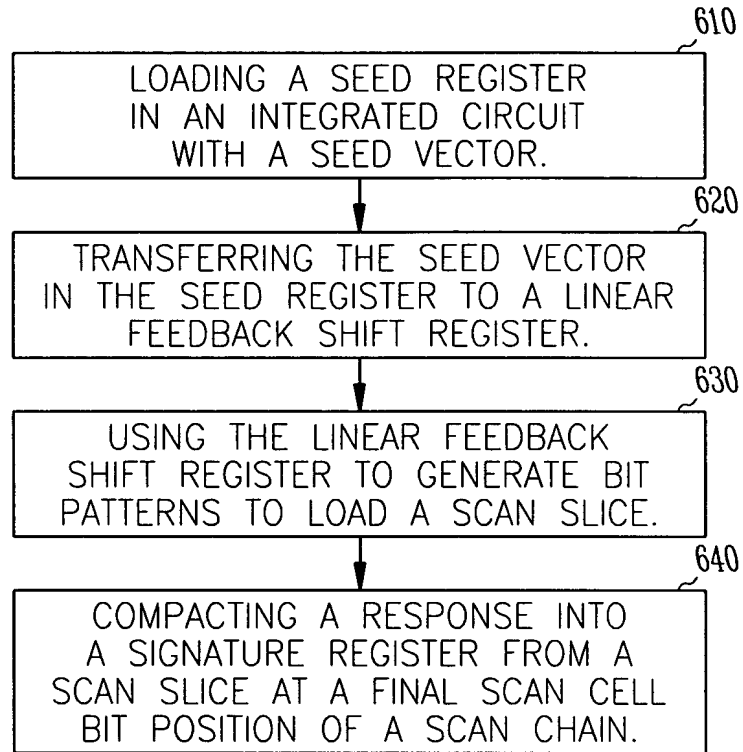 610
LOADING A SEED REGISTER
IN AN INTEGRATED CIRCUIT
WITH A SEED VECTOR.
620
TRANSFERRING THE SEED VECTOR
IN THE SEED REGISTER TO A LINEAR
FEEDBACK SHIFT REGISTER.
630
USING THE LINEAR FEEDBACK
SHIFT REGISTER TO GENERATE BIT
PATTERNS TO LOAD A SCAN SLICE.
640
COMPACTING A RESPONSE INTO
A SIGNATURE REGISTER FROM A
SCAN SLICE AT A FINAL SCAN CELL
BIT POSITION OF A SCAN CHAIN.